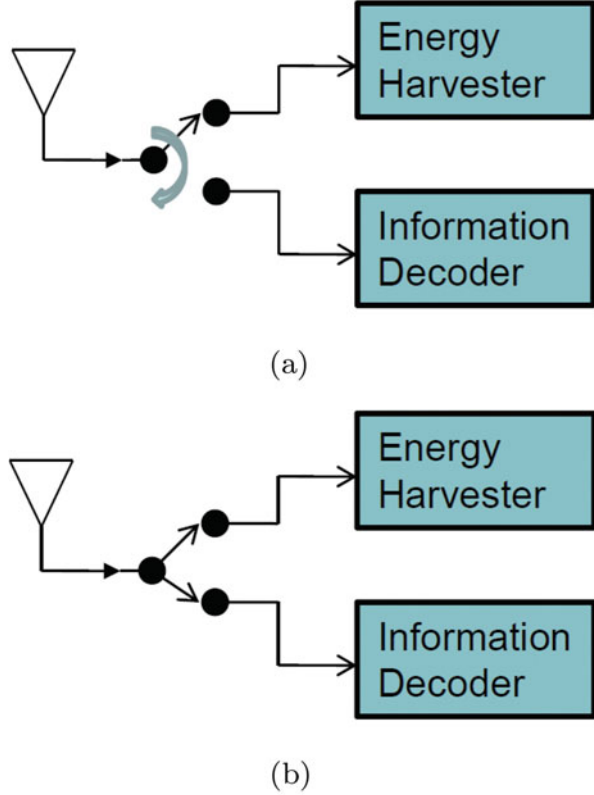 Energy
Harvester
Information
Decoder
(a)
Energy
Harvester
Information
Decoder
(b)